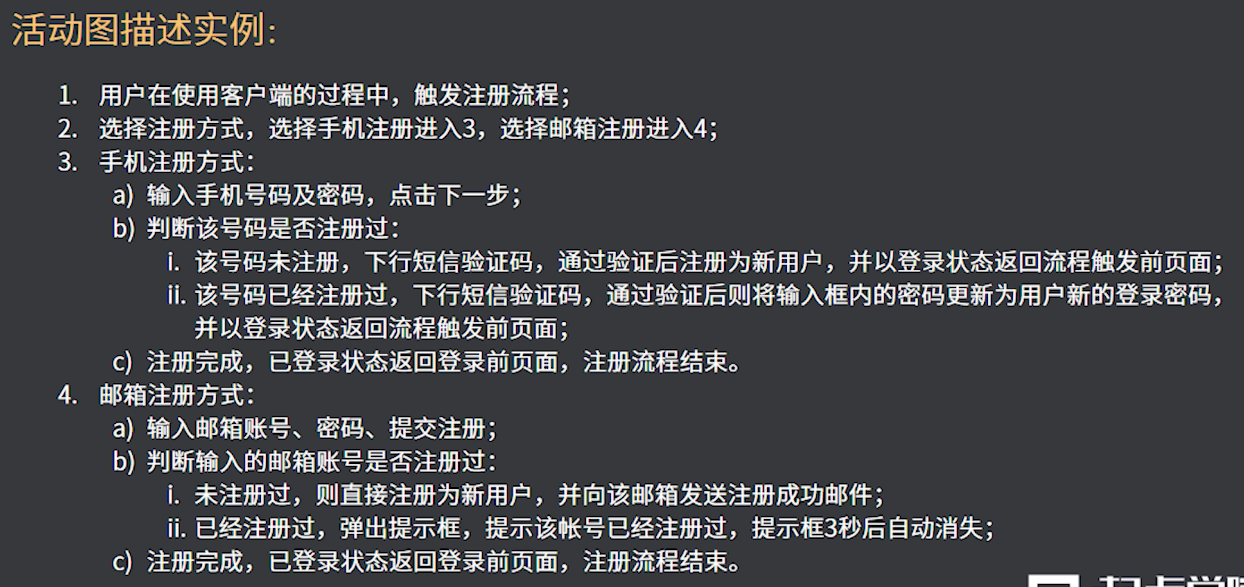 活动图描述实例：
1. 用户在使用客户端的过程中，触发注册流程；
2. 选择注册方式，选择手机注册进入3，选择邮箱注册进入4；
3. 手机注册方式：
a) 输入手机号码及密码，点击下一步；
b) 判断该号码是否注册过：
i. 该号码未注册，下行短信验证码，通过验证后注册为新用户，并以登录状态返回流程触发前页面；
ii. 该号码已经注册过，下行短信验证码，通过验证后则将输入框内的密码更新为用户新的登录密码，
并以登录状态返回流程触发前页面；
c) 注册完成，已登录状态返回登录前页面，注册流程结束。
4. 邮箱注册方式：
a) 输入邮箱账号、密码、提交注册；
b) 判断输入的邮箱账号是否注册过：
i. 未注册过，则直接注册为新用户，并向该邮箱发送注册成功邮件；
ii. 已经注册过，弹出提示框，提示该帐号已经注册过，提示框3秒后自动消失；
c) 注册完成，已登录状态返回登录前页面，注册流程结束。